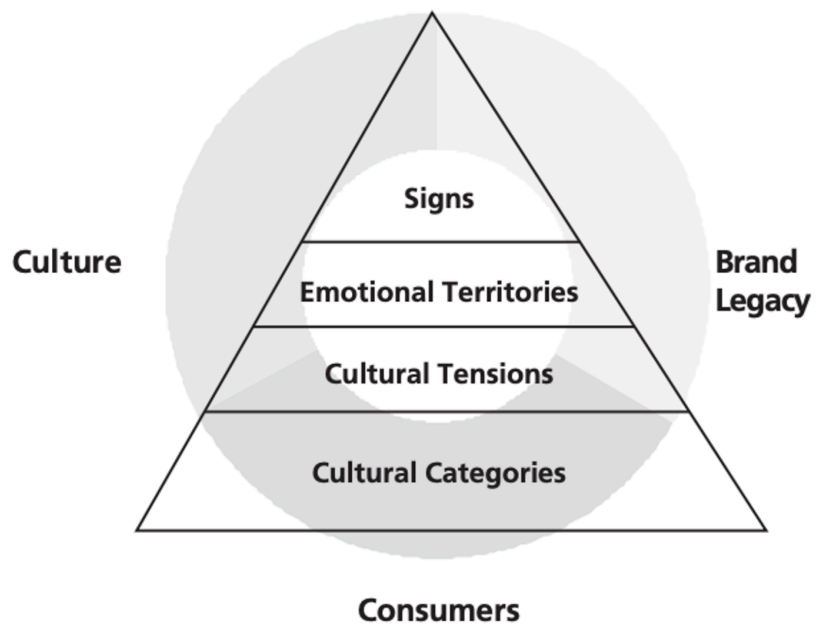 Signs
Culture
Brand
Legacy
Emotional Territories
Cultural Tensions
Cultural Categories
Consumers